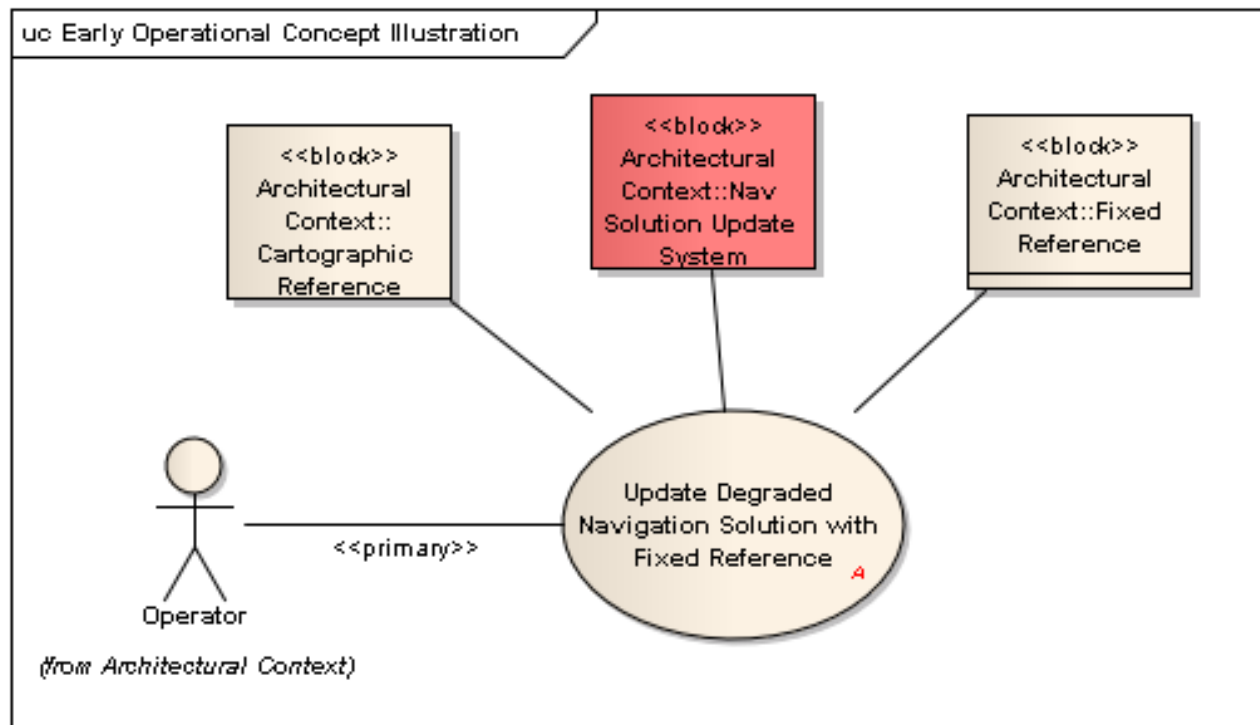 uc Early Operational Concept Illustration
<<block>>
Architectural
Context::
Cartographic
Reference
<<block>>
Architectural
Context::Nav
Solution Update
System
<<block>>
Architectural
Context::Fixed
Reference
Update Degraded
Navigation Solution with
Fixed Reference
A
<<primary>>
Operator
(from Architectural Context)